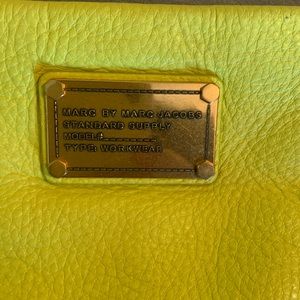 MARC BY MARC JACOBS
STANDARD SUPPLY
MODEL:
TYPE: WORKWEAR